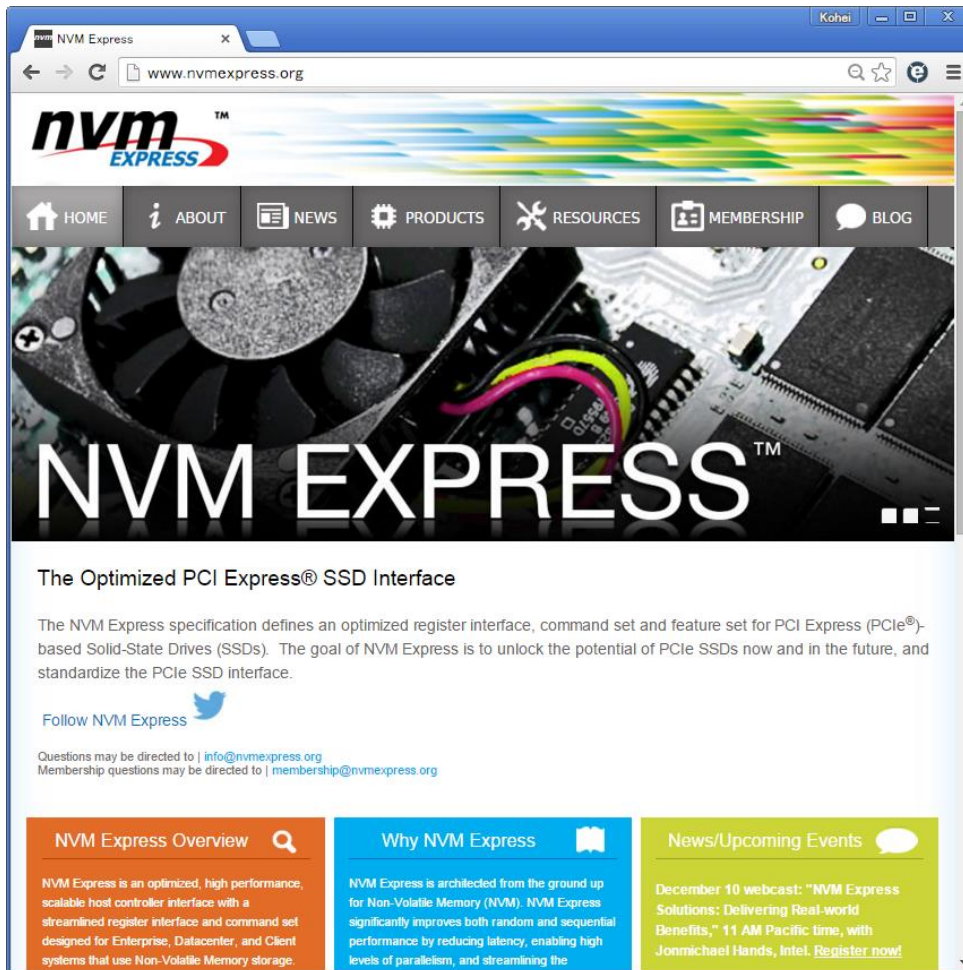 Kohei
nvm NVM Express
www.nvmexpress.org
nvm TM
EXPRESS
HOME
i ABOUT
NEWS
PRODUCTS
RESOURCES
MEMBERSHIP
BLOG
NVM EXPRESS™
The Optimized PCI Express® SSD Interface
The NVM Express specification defines an optimized register interface, command set and feature set for PCI Express (PCIe®)-
based Solid-State Drives (SSDs). The goal of NVM Express is to unlock the potential of PCIe SSDs now and in the future, and
standardize the PCIe SSD interface.
Follow NVM Express
Questions may be directed to | info@nvmexpress.org
Membership questions may be directed to | membership@nvmexpress.org
NVM Express Overview
NVM Express is an optimized, high performance,
scalable host controller interface with a
streamlined register interface and command set
designed for Enterprise, Datacenter, and Client
systems that use Non-Volatile Memory storage.
Why NVM Express
NVM Express is architected from the ground up
for Non-Volatile Memory (NVM). NVM Express
significantly improves both random and sequential
performance by reducing latency, enabling high
levels of parallelism, and streamlining the
News/Upcoming Events
December 10 webcast: "NVM Express
Solutions: Delivering Real-world
Benefits," 11 AM Pacific time, with
Jonmichael Hands, Intel. Register now!